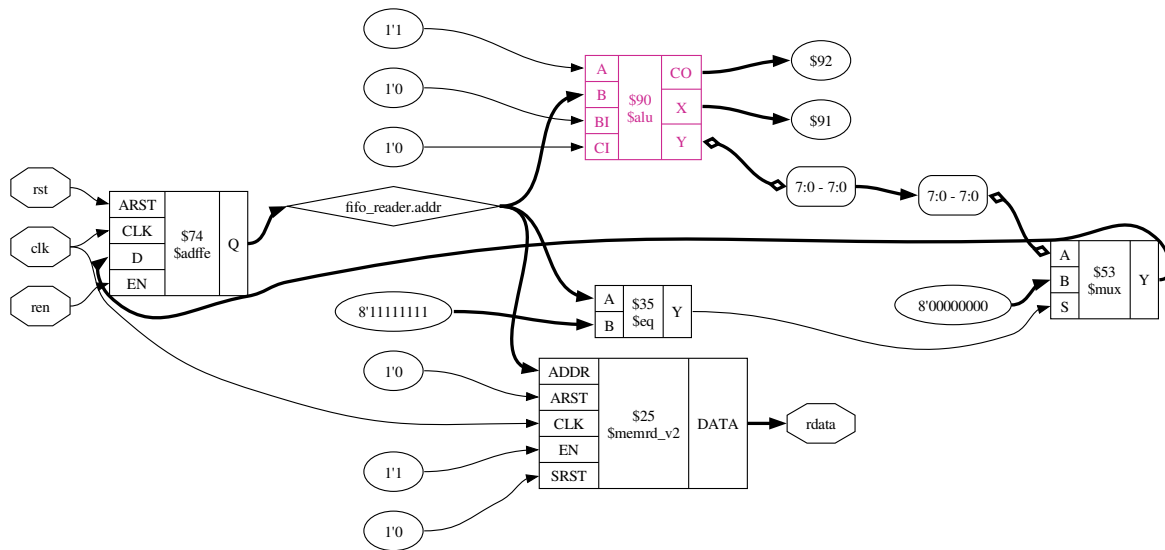 rst
clk
ren
ARST
CLK
D
EN
$74
$adffe
Q
fifo_reader.addr
1'1
1'0
1'0
A
B
BI
CI
$90
$alu
CO
X
Y
$92
$91
7:0 - 7:0
7:0 - 7:0
8'11111111
A
B
$35
$eq
Y
8'00000000
A
B
S
$53
$mux
Y
1'0
1'1
1'0
ADDR
ARST
CLK
EN
SRST
$25
$memrd_v2
DATA
rdata